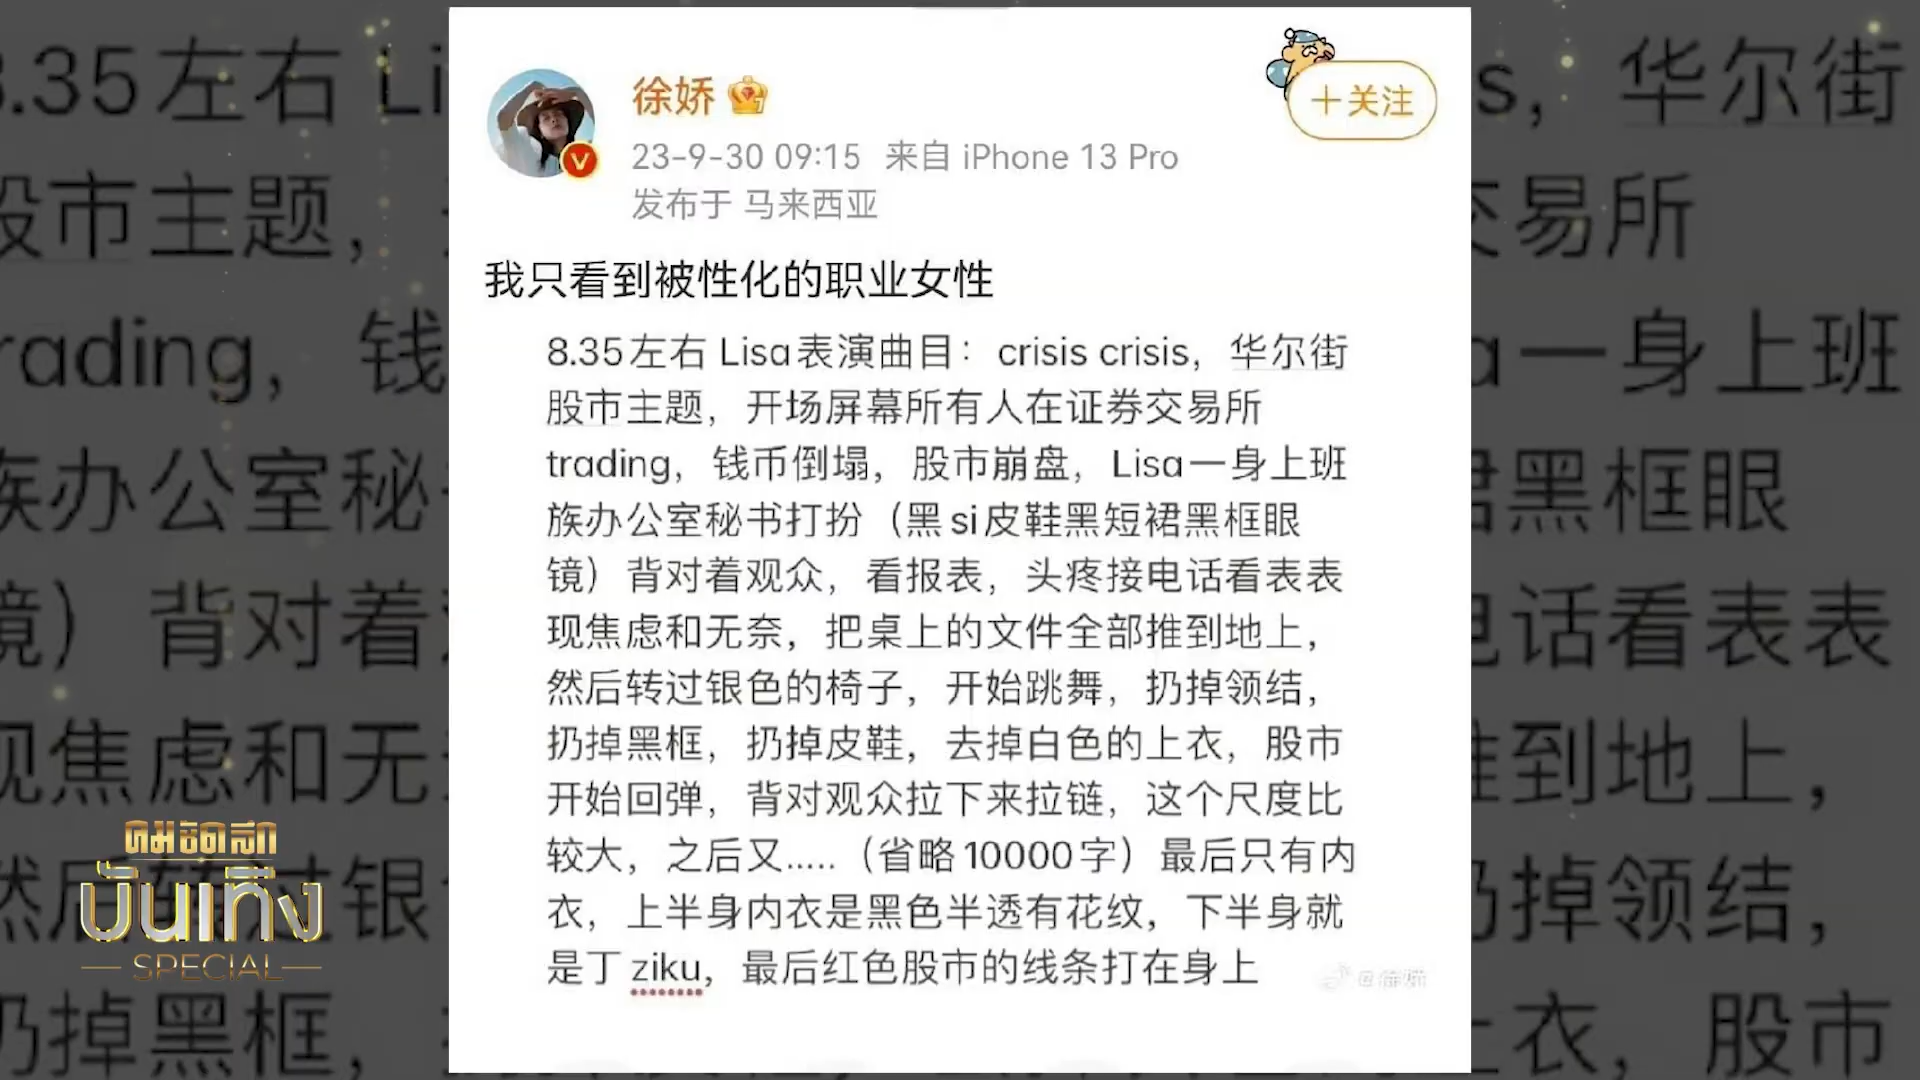 徐娇
+关注
23-9-30 09:15 来自 iPhone 13 Pro
发布于 马来西亚
我只看到被性化的职业女性
8.35左右 Lisa表演曲目：crisis crisis，华尔街
股市主题，开场屏幕所有人在证券交易所
trading，钱币倒塌，股市崩盘，Lisa一身上班
族办公室秘书打扮（黑si皮鞋黑短裙黑框眼
镜）背对着观众，看报表，头疼接电话看表表
现焦虑和无奈，把桌上的文件全部推到地上，
然后转过银色的椅子，开始跳舞，扔掉领结，
扔掉黑框，扔掉皮鞋，去掉白色的上衣，股市
开始回弹，背对观众拉下来拉链，这个尺度比
较大，之后又.....（省略10000字）最后只有内
衣，上半身内衣是黑色半透有花纹，下半身就
是丁ziku，最后红色股市的线条打在身上
@徐娇
คมชัดลึก
บันเทิง
SPECIAL